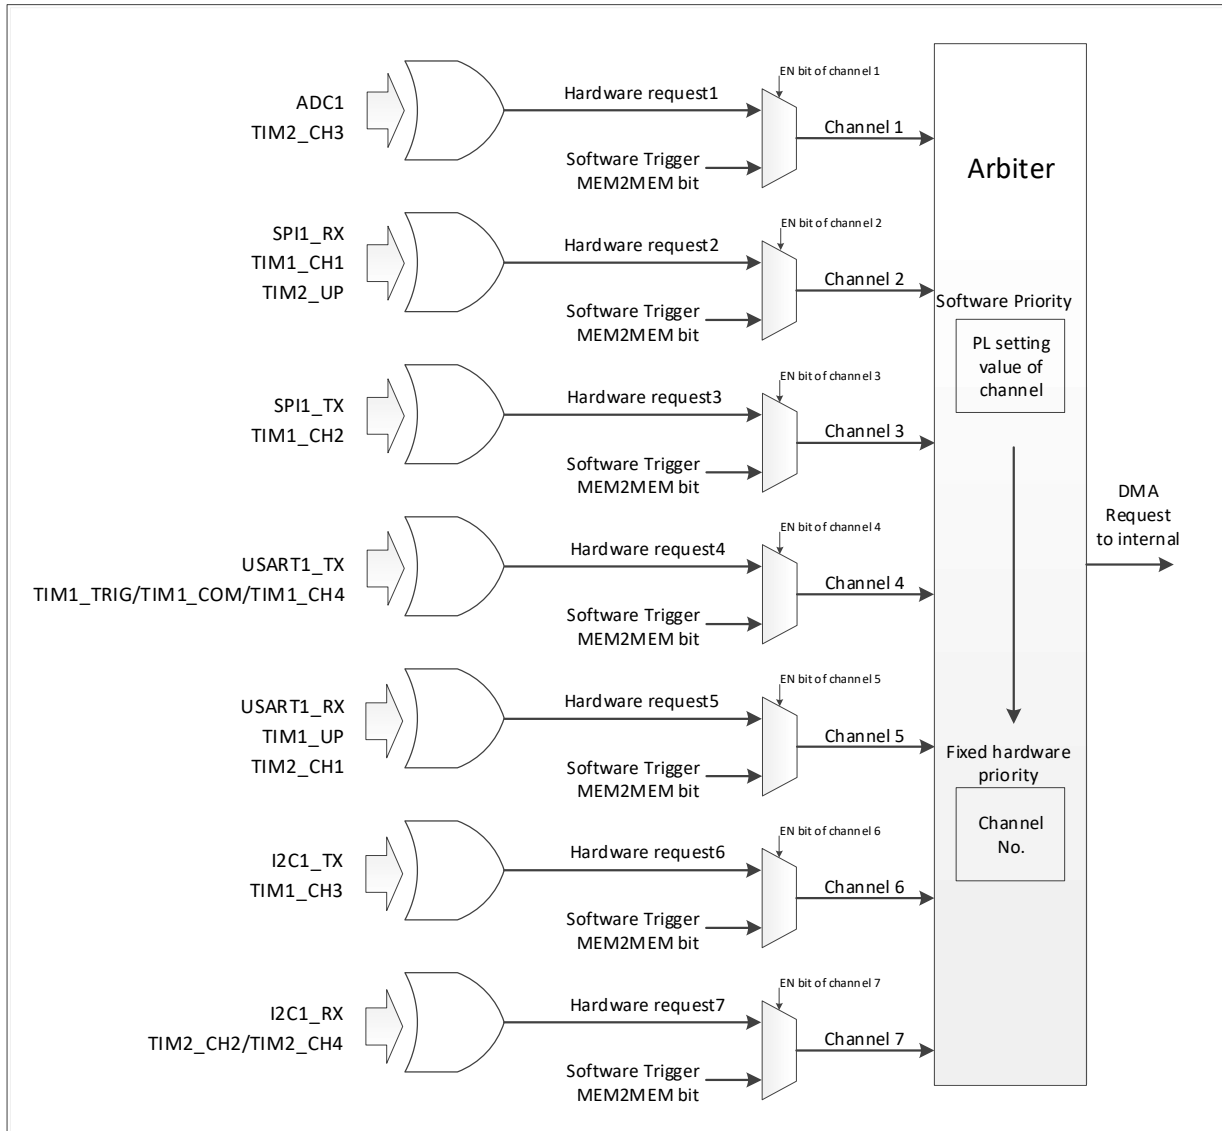 ADC1
TIM2_CH3
Hardware request1
EN bit of channel 1
Software Trigger
MEM2MEM bit
Channel 1
SPI1_RX
TIM1_CH1
TIM2_UP
Hardware request2
EN bit of channel 2
Software Trigger
MEM2MEM bit
Channel 2
SPI1_TX
TIM1_CH2
Hardware request3
EN bit of channel 3
Software Trigger
MEM2MEM bit
Channel 3
USART1_TX
TIM1_TRIG/TIM1_COM/TIM1_CH4
Hardware request4
EN bit of channel 4
Software Trigger
MEM2MEM bit
Channel 4
USART1_RX
TIM1_UP
TIM2_CH1
Hardware request5
EN bit of channel 5
Software Trigger
MEM2MEM bit
Channel 5
I2C1_TX
TIM1_CH3
Hardware request6
EN bit of channel 6
Software Trigger
MEM2MEM bit
Channel 6
I2C1_RX
TIM2_CH2/TIM2_CH4
Hardware request7
EN bit of channel 7
Software Trigger
MEM2MEM bit
Channel 7
Arbiter
Software Priority
PL setting
value of
channel
Fixed hardware
priority
Channel
No.
DMA
Request
to internal